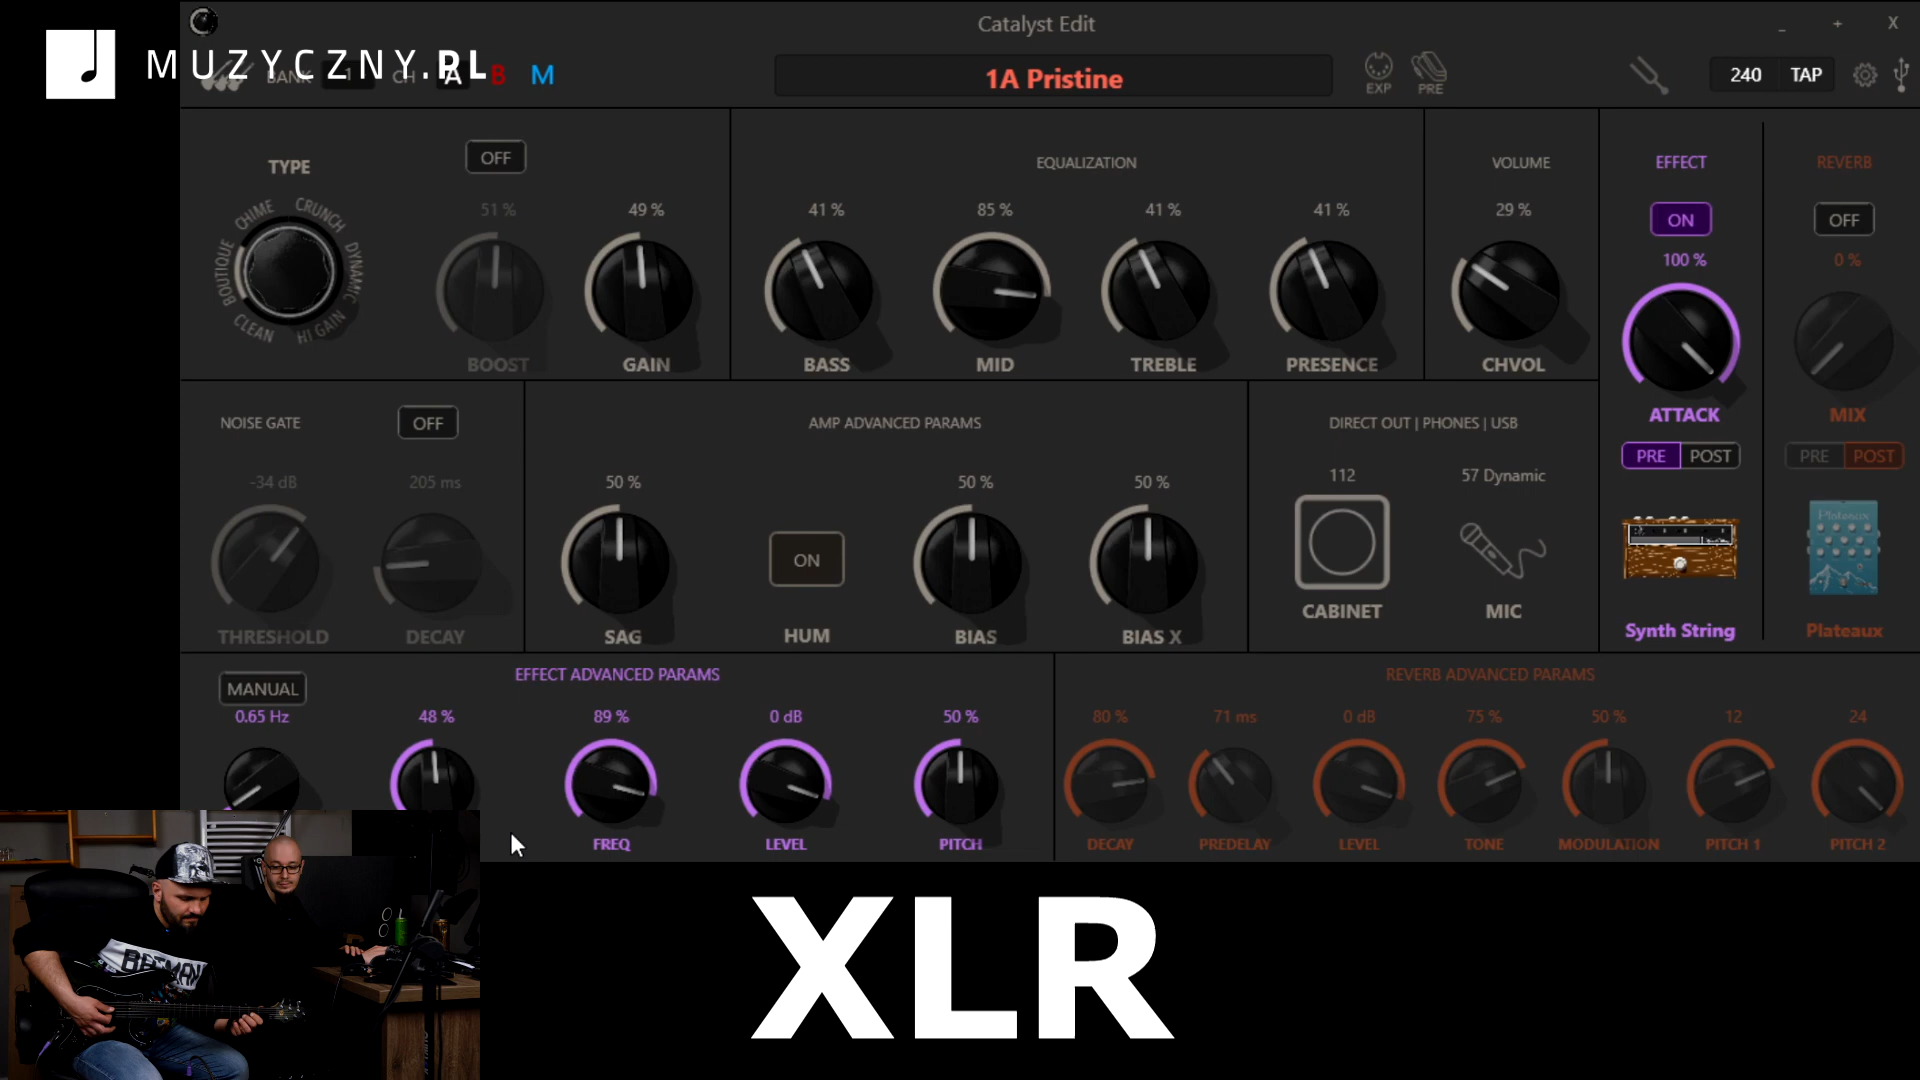 Catalyst Edit
_ + X
MUZYCZNY.PL
BANK 1 CH A B M
1A Pristine
EXP PRE
240 TAP
TYPE
OFF
EQUALIZATION
VOLUME
EFFECT
REVERB
CHIME CRUNCH DYNAMIC HI GAIN CLEAN BOUTIQUE
51 %
49 %
41 %
85 %
41 %
41 %
29 %
ON
OFF
100 %
0 %
BOOST
GAIN
BASS
MID
TREBLE
PRESENCE
CHVOL
ATTACK
MIX
PRE POST
PRE POST
NOISE GATE
OFF
AMP ADVANCED PARAMS
DIRECT OUT | PHONES | USB
-34 dB
205 ms
50 %
50 %
50 %
112
57 Dynamic
ON
Plateaux
THRESHOLD
DECAY
SAG
HUM
BIAS
BIAS X
CABINET
MIC
Synth String
Plateaux
MANUAL
EFFECT ADVANCED PARAMS
REVERB ADVANCED PARAMS
0.65 Hz
48 %
89 %
0 dB
50 %
80 %
71 ms
0 dB
75 %
50 %
12
24
FREQ
LEVEL
PITCH
DECAY
PREDELAY
LEVEL
TONE
MODULATION
PITCH 1
PITCH 2
XLR